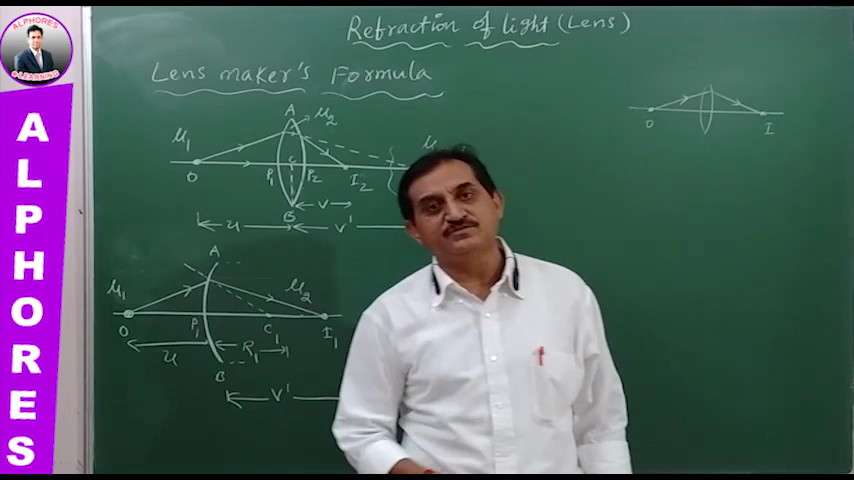 ALPHORES
e-LEARNING
ALPHORES
Refraction of light (Lens)
Lens maker's Formula
A
μ2
μ1
μ
O
P1
C
P2
I2
B
v
u
v'
O
I
A
μ1
μ2
O
P1
C1
I1
u
R1
B
v'